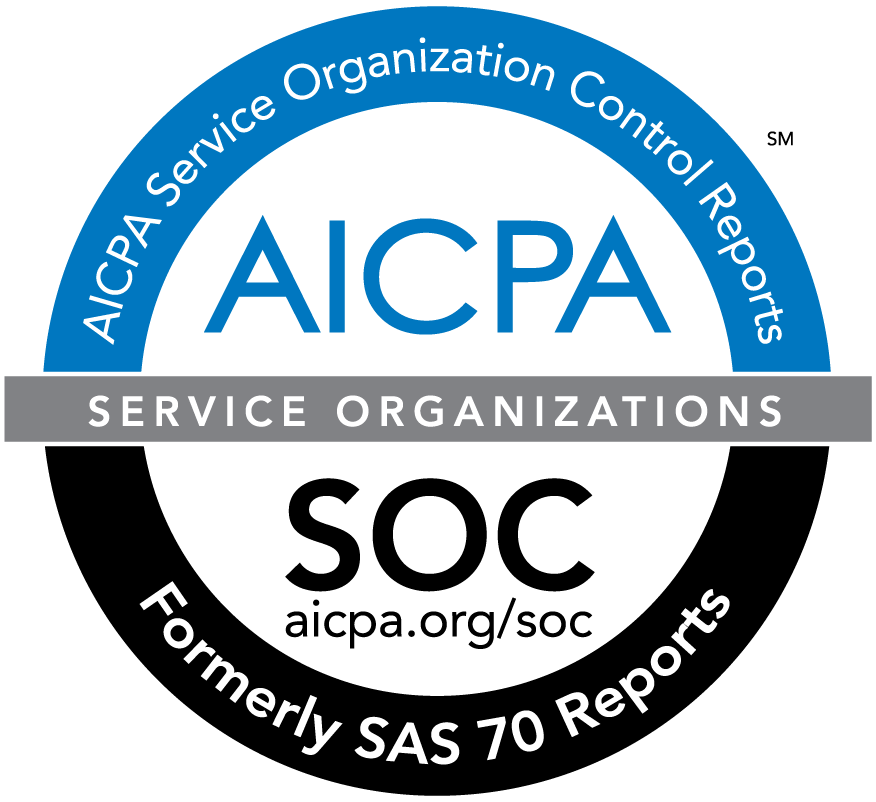 AICPA Service Organization Control Reports
SM
AICPA
SERVICE ORGANIZATIONS
SOC
aicpa.org/soc
Formerly SAS 70 Reports